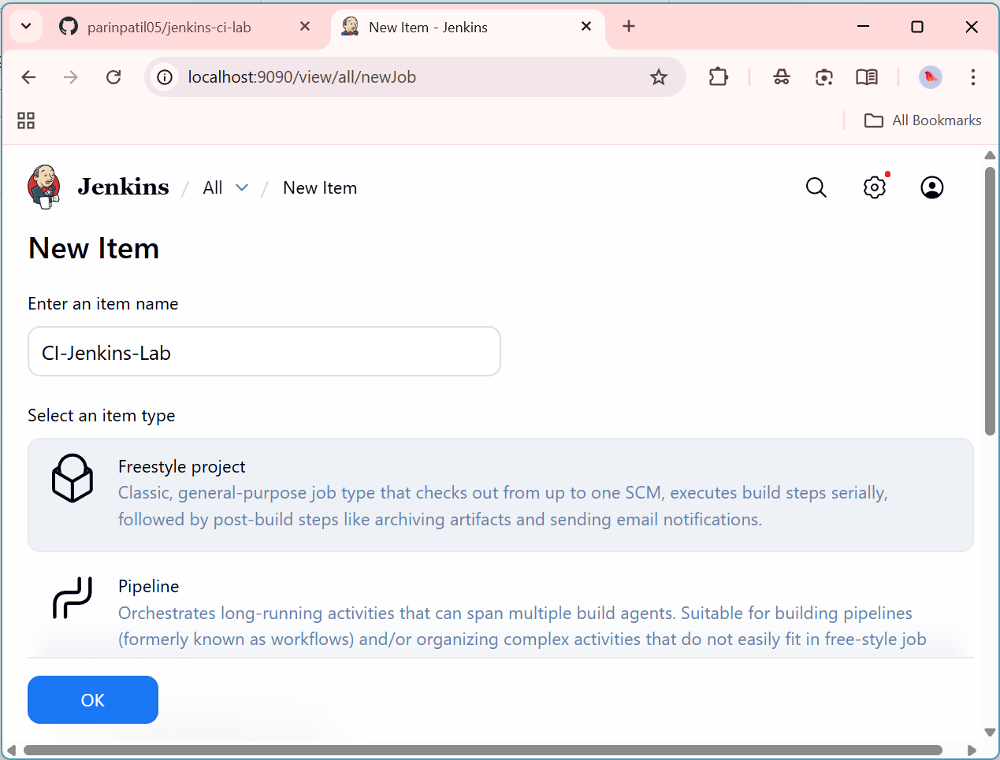 parinpatil05/jenkins-ci-lab
New Item - Jenkins
localhost:9090/view/all/newJob
All Bookmarks
Jenkins / All / New Item
New Item
Enter an item name
CI-Jenkins-Lab
Select an item type
Freestyle project
Classic, general-purpose job type that checks out from up to one SCM, executes build steps serially,
followed by post-build steps like archiving artifacts and sending email notifications.
Pipeline
Orchestrates long-running activities that can span multiple build agents. Suitable for building pipelines
(formerly known as workflows) and/or organizing complex activities that do not easily fit in free-style job
OK